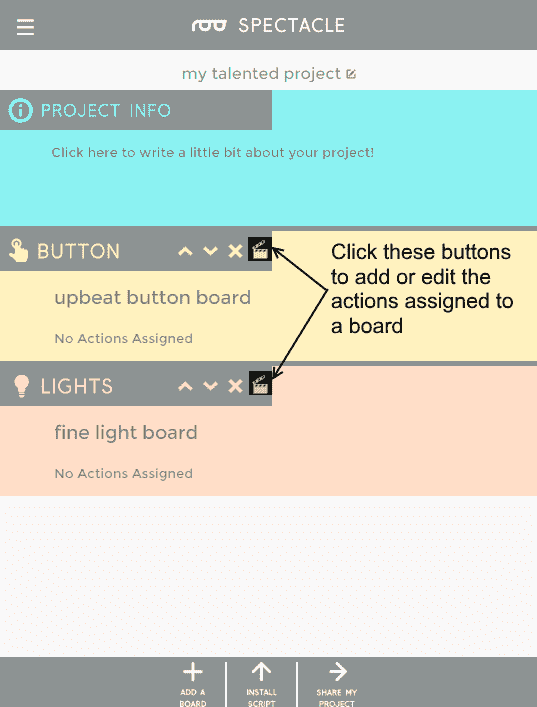 SPECTACLE
my talented project
PROJECT INFO
Click here to write a little bit about your project!
BUTTON
Click these buttons
to add or edit the
actions assigned to
a board
upbeat button board
No Actions Assigned
LIGHTS
fine light board
No Actions Assigned
ADD A
BOARD
INSTALL
SCRIPT
SHARE MY
PROJECT